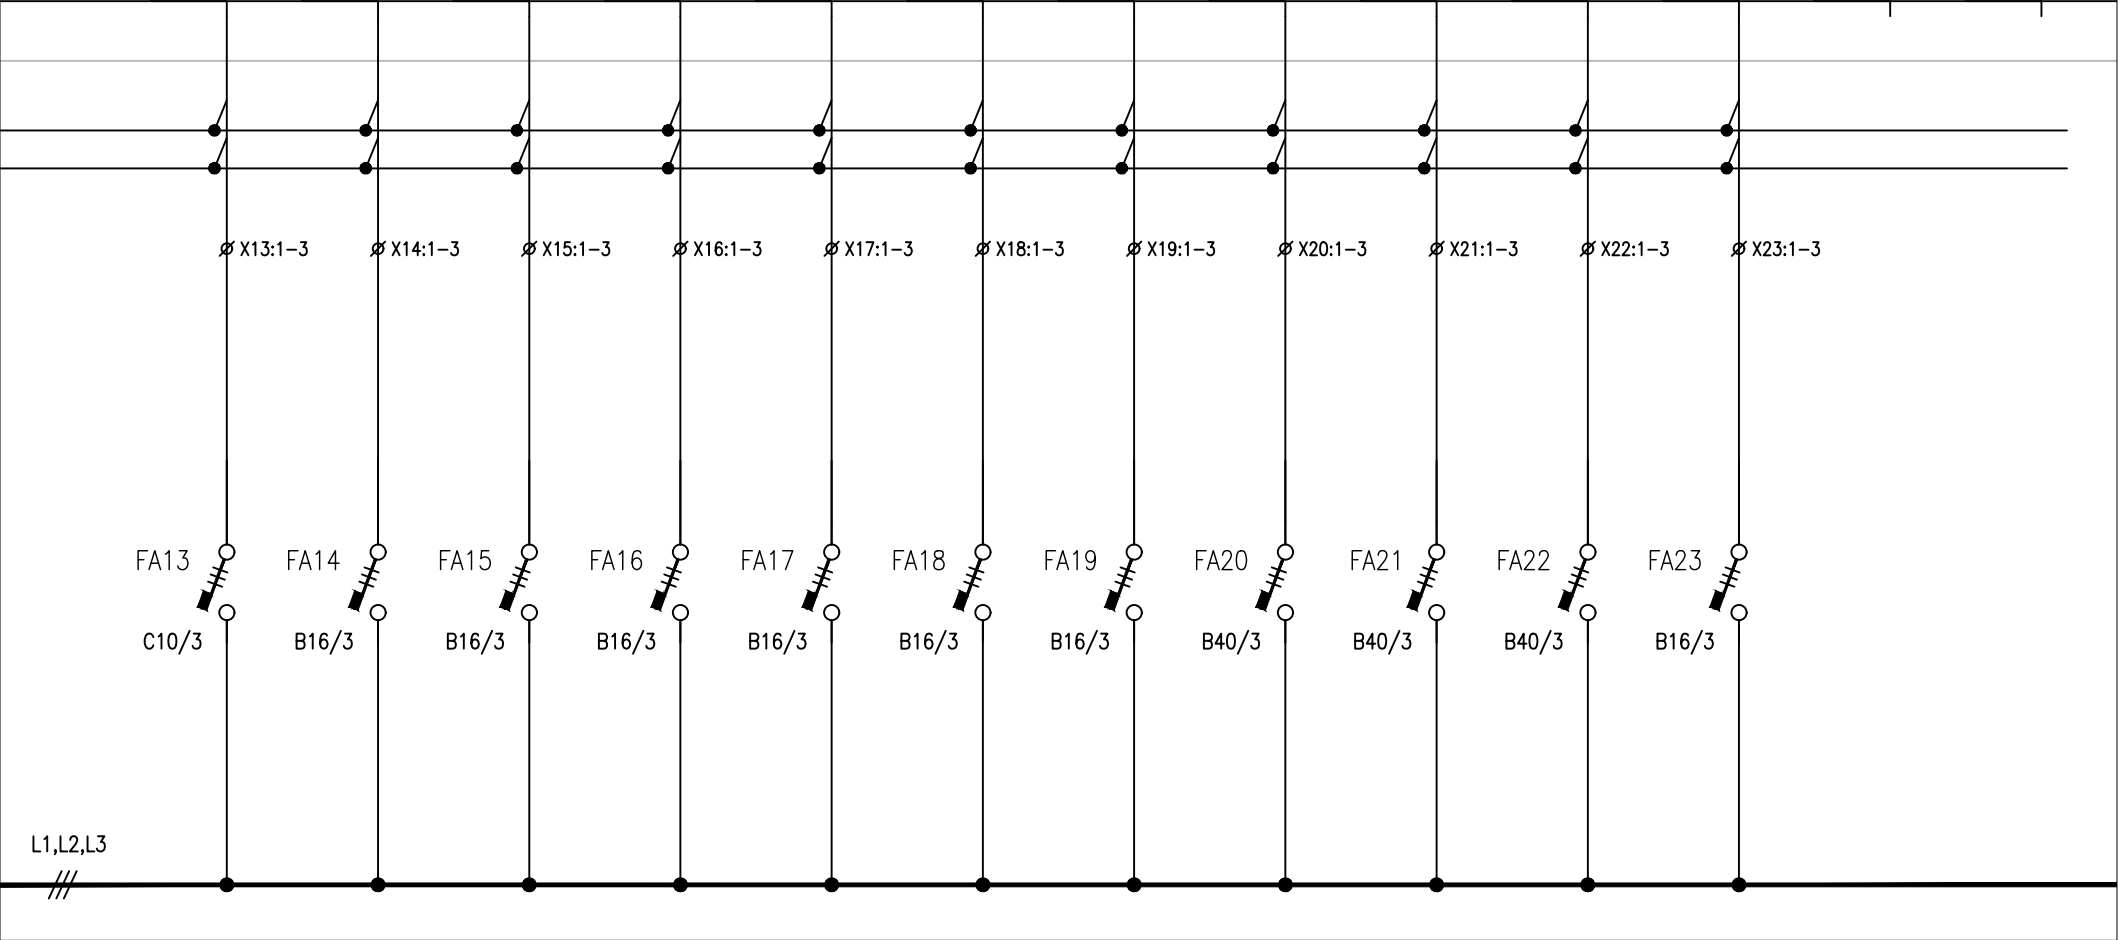 X13:1-3 X14:1-3 X15:1-3 X16:1-3 X17:1-3 X18:1-3 X19:1-3 X20:1-3 X21:1-3 X22:1-3 X23:1-3
FA13 FA14 FA15 FA16 FA17 FA18 FA19 FA20 FA21 FA22 FA23
C10/3 B16/3 B16/3 B16/3 B16/3 B16/3 B16/3 B40/3 B40/3 B40/3 B16/3
L1,L2,L3